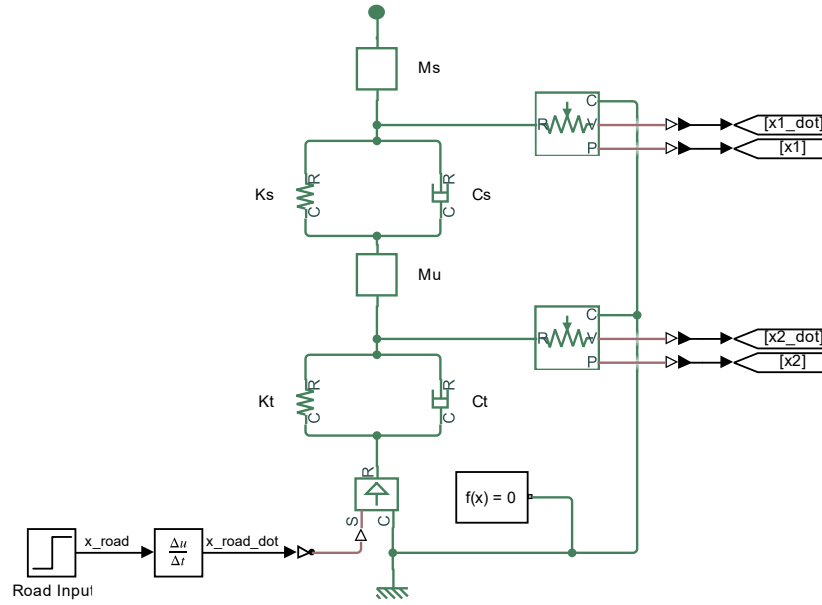 Ms
C
R
V
P
[x1_dot]
[x1]
Ks
R
C
R
C
Cs
Mu
C
R
V
P
[x2_dot]
[x2]
Kt
R
C
R
C
Ct
R
S
C
f(x) = 0
x_road
Δu
Δt
x_road_dot
Road Input